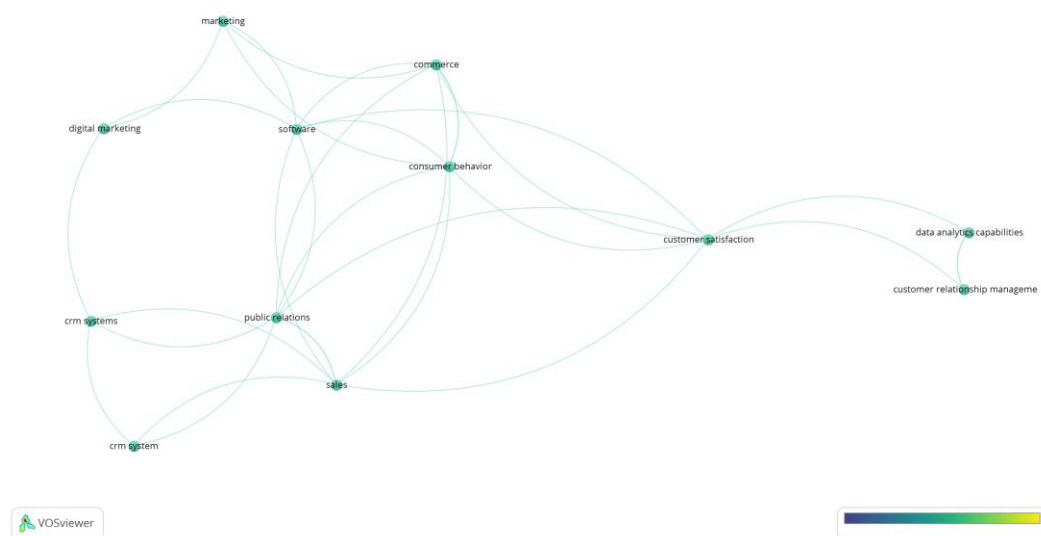 marketing
commerce
digital marketing
software
consumer behavior
customer satisfaction
data analytics capabilities
customer relationship manageme
crm systems
public relations
sales
crm system
VOSviewer